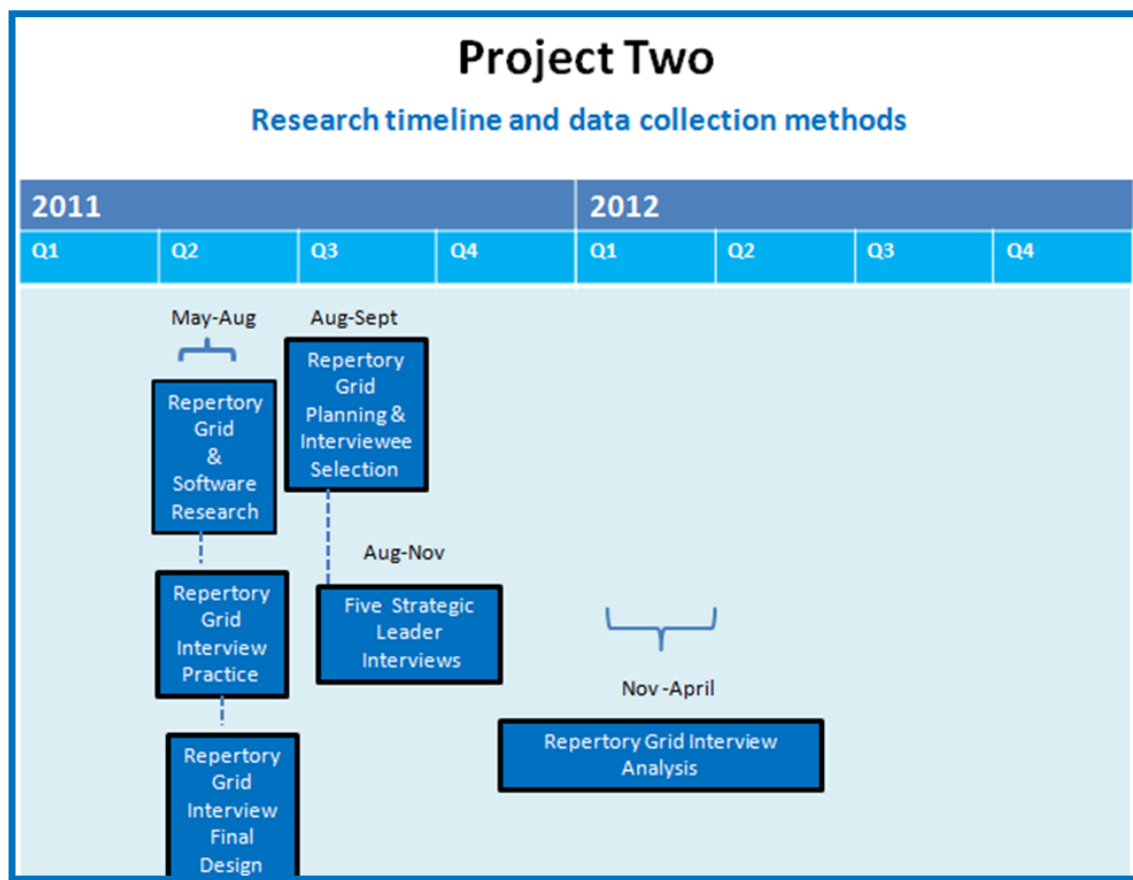 Project Two
Research timeline and data collection methods
2011
2012
Q1
Q2
Q3
Q4
Q1
Q2
Q3
Q4
May-Aug
Repertory
Grid
&
Software
Research
Repertory
Grid
Interview
Practice
Repertory
Grid
Interview
Final
Design
Aug-Sept
Repertory
Grid
Planning &
Interviewee
Selection
Aug-Nov
Five Strategic
Leader
Interviews
Nov -April
Repertory Grid Interview
Analysis